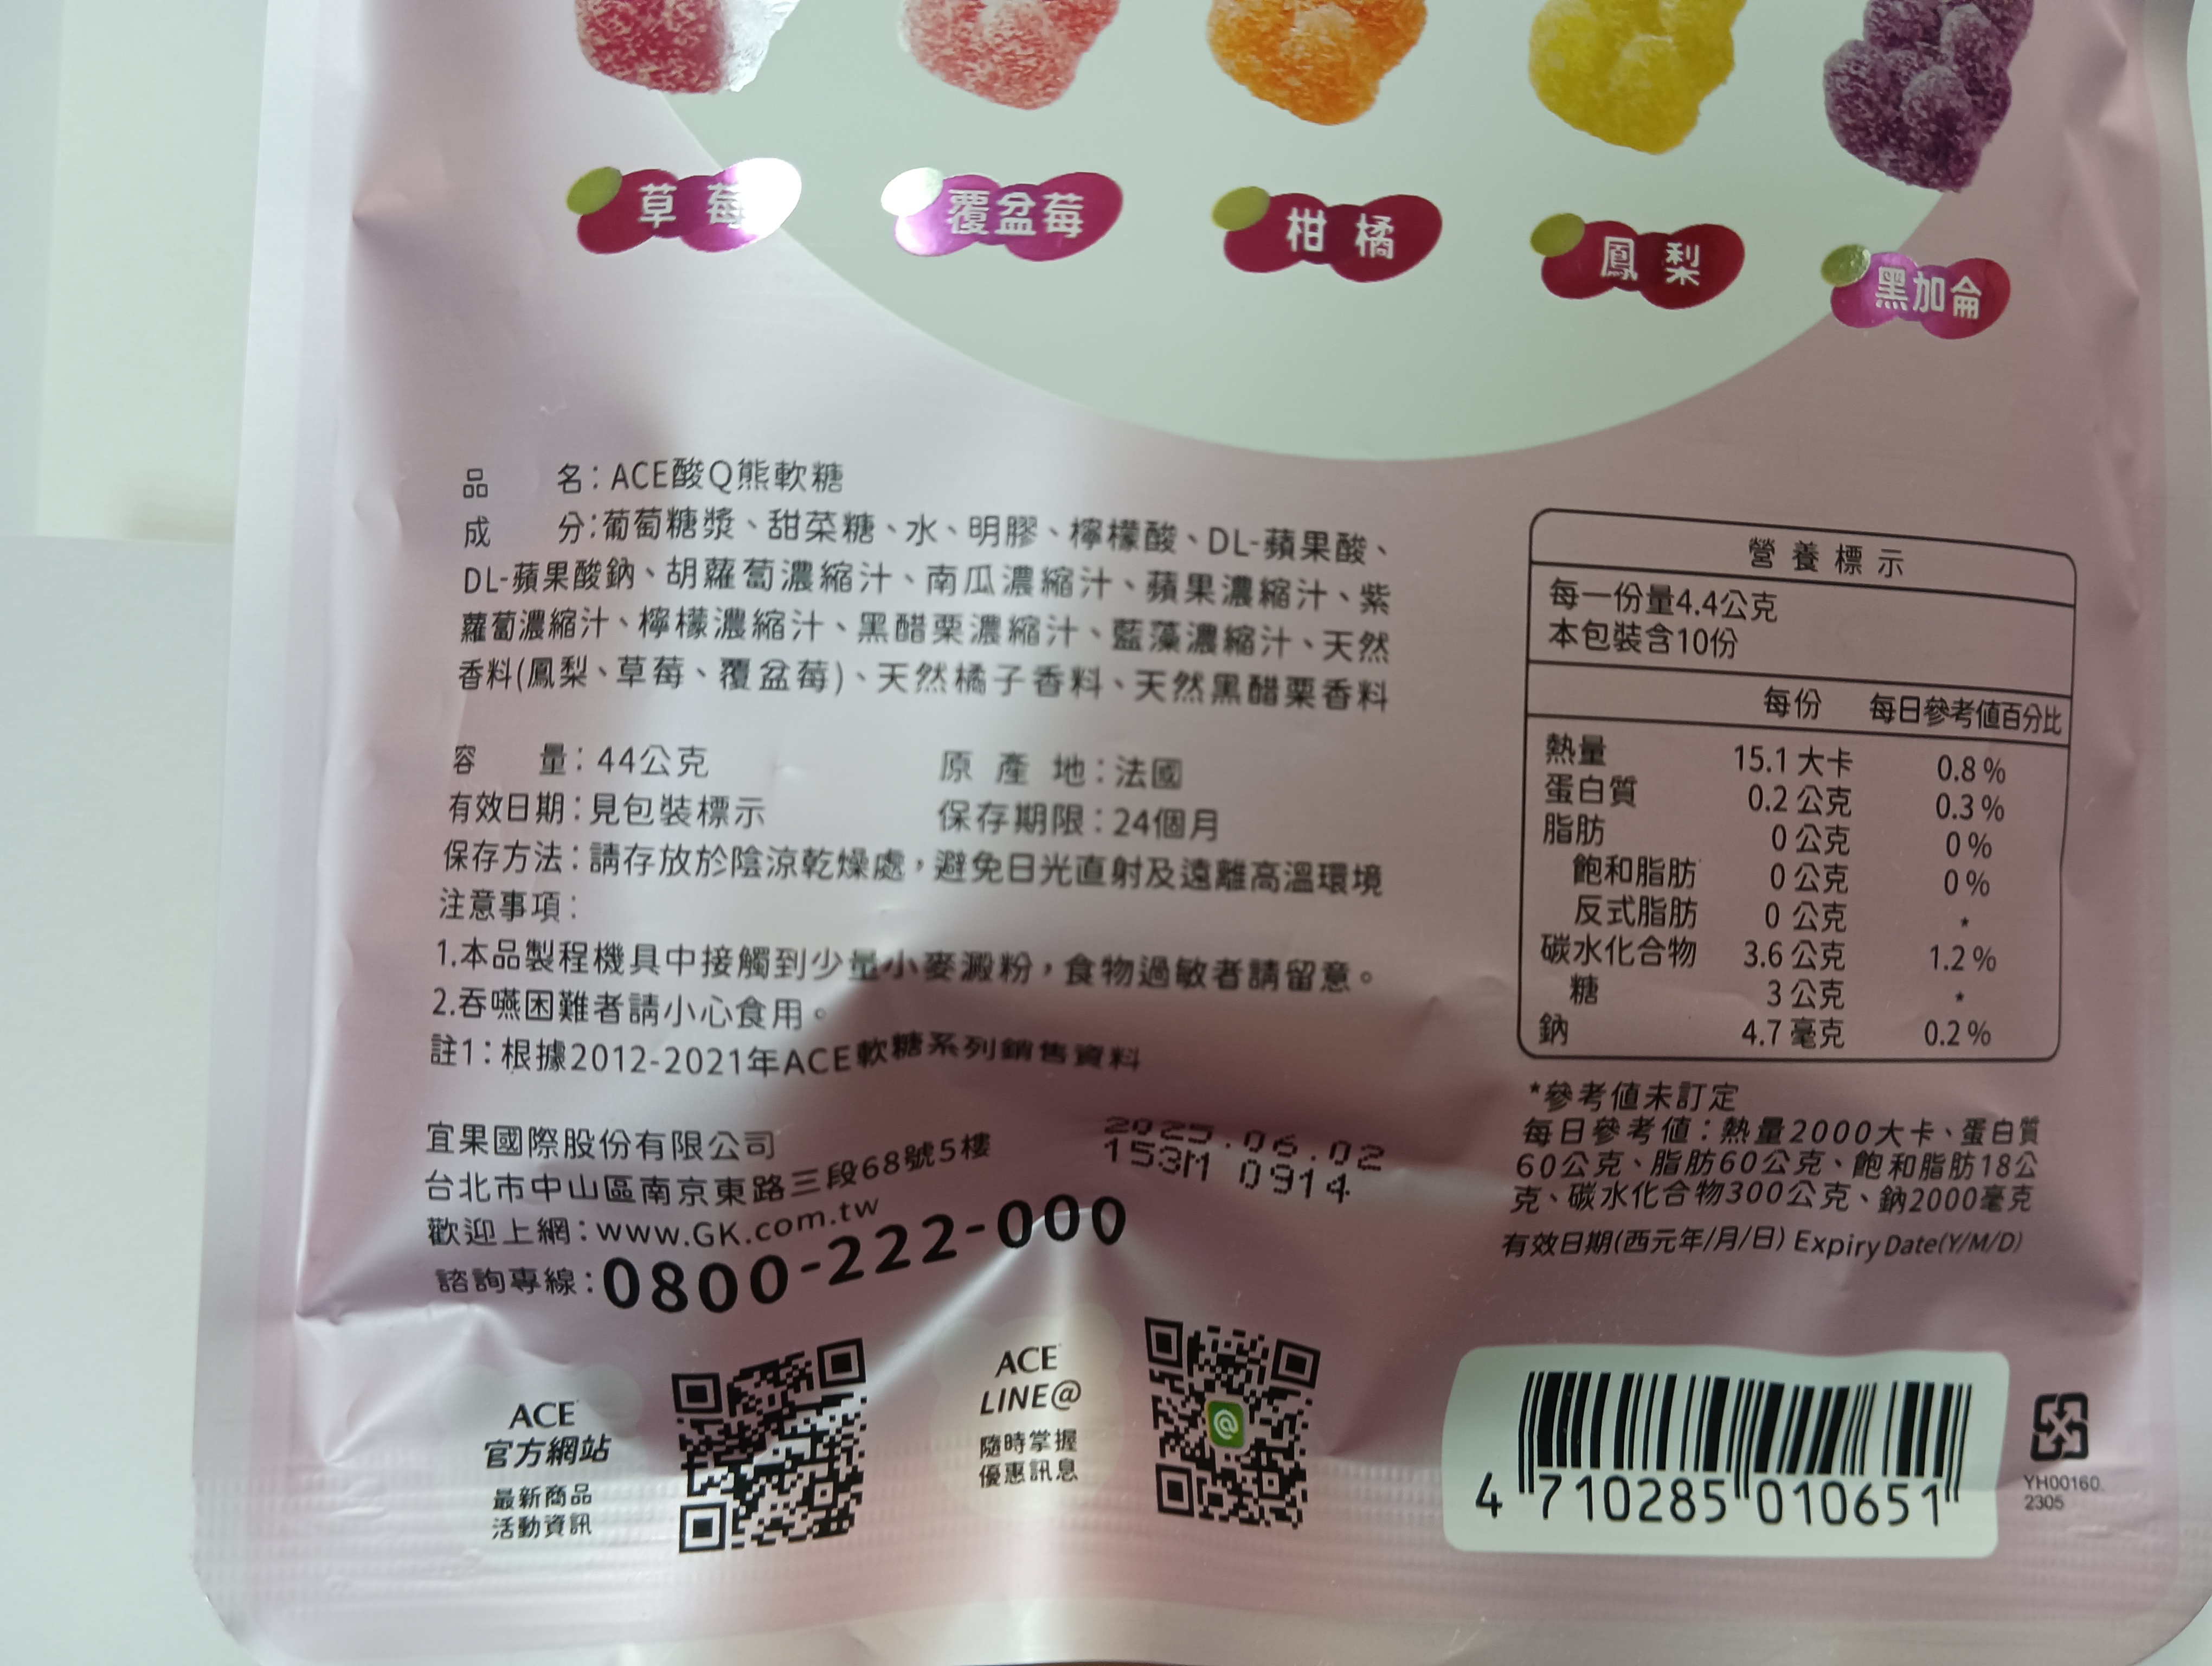 草莓
覆盆莓
柑橘
鳳梨
黑加侖
品 名：ACE酸Q熊軟糖
成 分：葡萄糖漿、甜菜糖、水、明膠、檸檬酸、DL-蘋果酸、
DL-蘋果酸鈉、胡蘿蔔濃縮汁、南瓜濃縮汁、蘋果濃縮汁、紫
蘿蔔濃縮汁、檸檬濃縮汁、黑醋栗濃縮汁、藍藻濃縮汁、天然
香料(鳳梨、草莓、覆盆莓)、天然橘子香料、天然黑醋栗香料
容 量：44公克 原 產 地：法國
有效日期：見包裝標示 保存期限：24個月
保存方法：請存放於陰涼乾燥處，避免日光直射及遠離高溫環境
注意事項：
1.本品製程機具中接觸到少量小麥澱粉，食物過敏者請留意。
2.吞嚥困難者請小心食用。
註1：根據2012-2021年ACE軟糖系列銷售資料
宜果國際股份有限公司
台北市中山區南京東路三段68號5樓
歡迎上網：www.GK.com.tw
諮詢專線：0800-222-000
2025.06.02
153M 0914
ACE
官方網站
最新商品
活動資訊
ACE
LINE@
隨時掌握
優惠訊息
營養標示
每一份量4.4公克
本包裝含10份
每份 每日參考值百分比
熱量 15.1 大卡 0.8 %
蛋白質 0.2 公克 0.3 %
脂肪 0 公克 0 %
飽和脂肪 0 公克 0 %
反式脂肪 0 公克 *
碳水化合物 3.6 公克 1.2 %
糖 3 公克 *
鈉 4.7 毫克 0.2 %
*參考值未訂定
每日參考值：熱量2000大卡、蛋白質
60公克、脂肪60公克、飽和脂肪18公
克、碳水化合物300公克、鈉2000毫克
有效日期(西元年/月/日) Expiry Date(Y/M/D)
4 710285 010651
YH00160.
2305